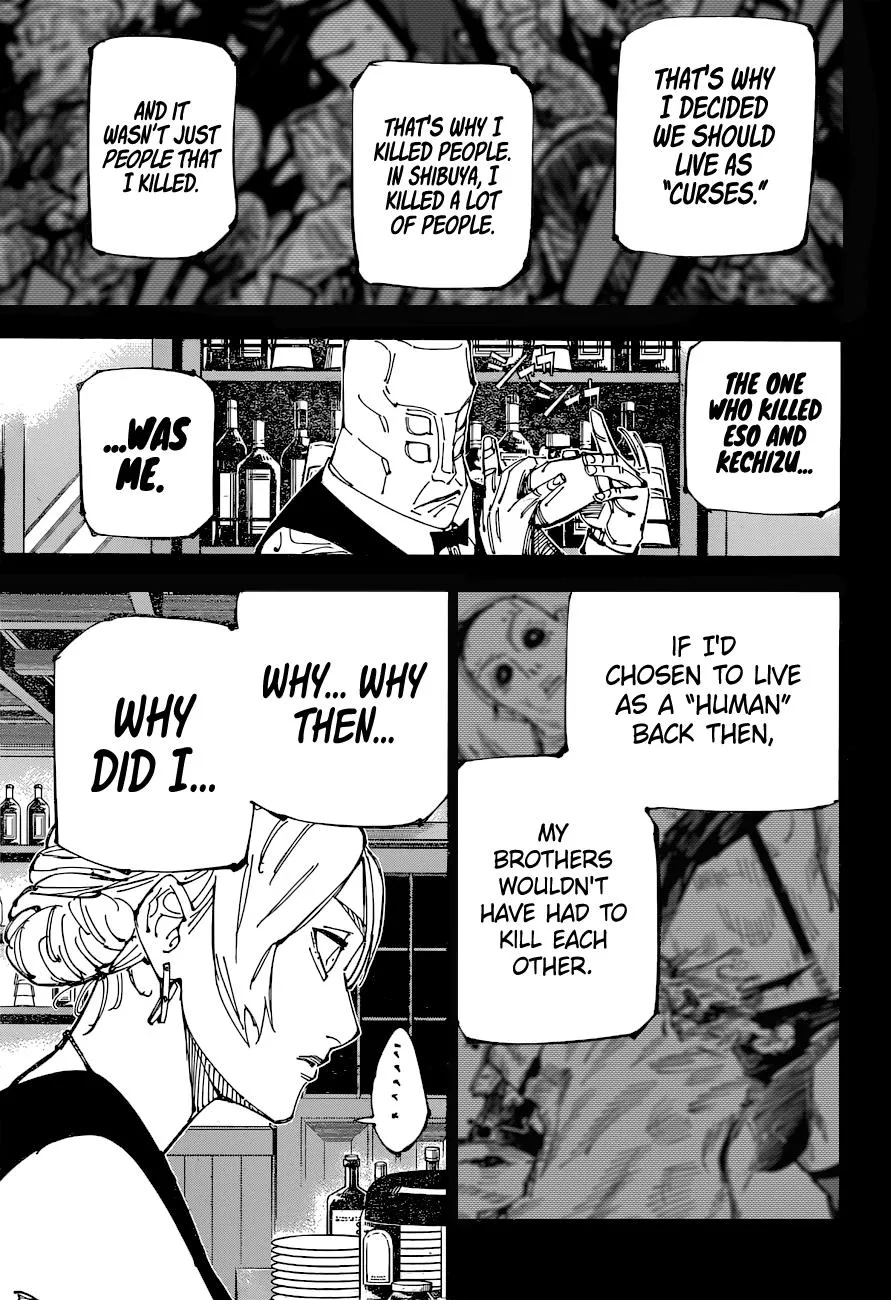 THAT'S WHY
I DECIDED
WE SHOULD
LIVE AS
"CURSES."
THAT'S WHY I
KILLED PEOPLE.
IN SHIBUYA, I
KILLED A LOT
OF PEOPLE.
AND IT
WASN'T JUST
PEOPLE THAT
I KILLED.
THE ONE
WHO KILLED
ESO AND
KECHIZU...
...WAS
ME.
IF I'D
CHOSEN TO LIVE
AS A "HUMAN"
BACK THEN,
MY
BROTHERS
WOULDN'T
HAVE HAD TO
KILL EACH
OTHER.
WHY... WHY
THEN...
WHY
DID I...
......